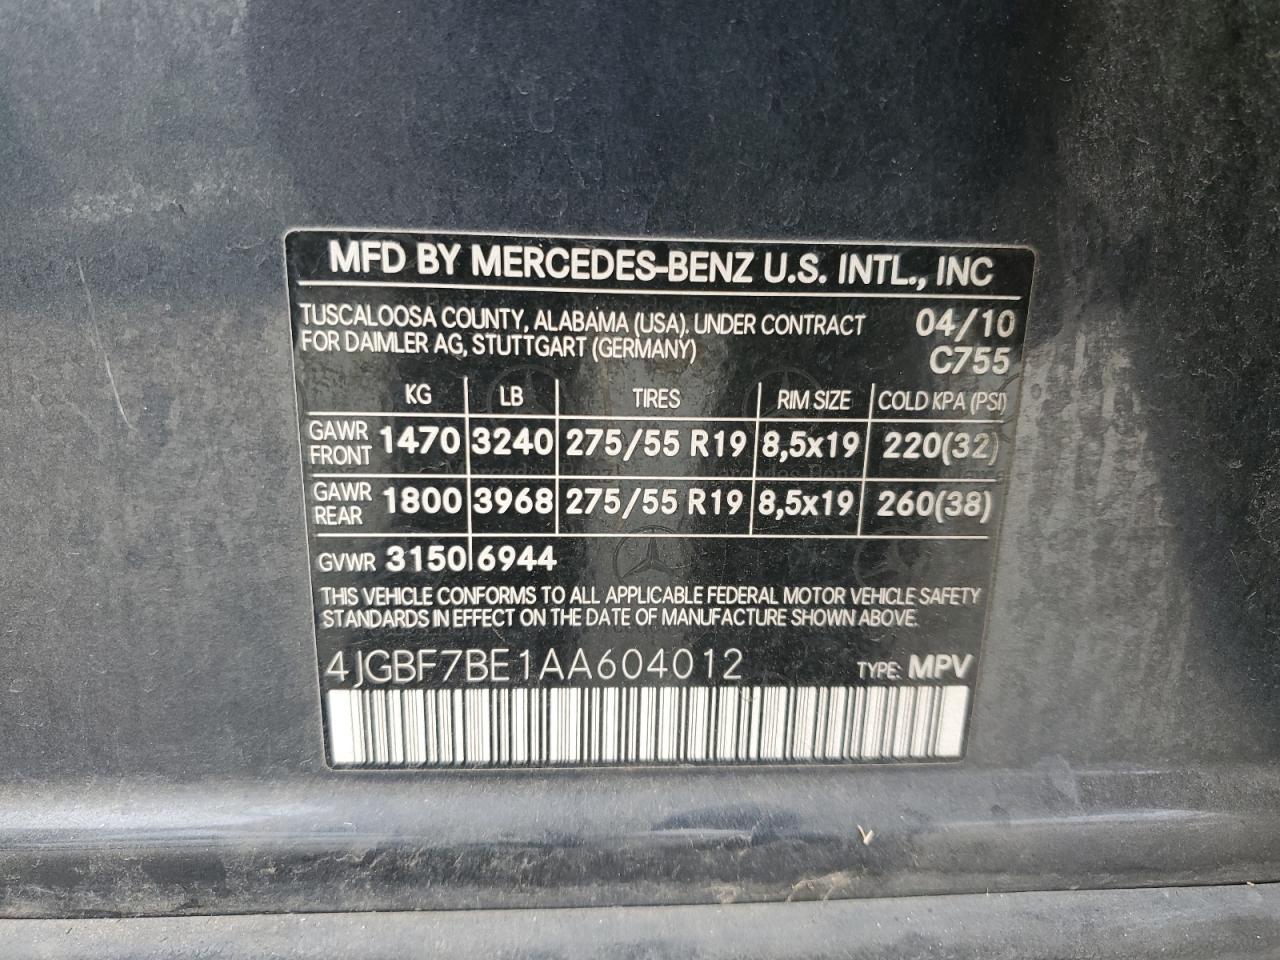 MFD BY MERCEDES-BENZ U.S. INTL., INC
TUSCALOOSA COUNTY, ALABAMA (USA). UNDER CONTRACT 04/10
FOR DAIMLER AG, STUTTGART (GERMANY) C755
KG LB TIRES RIM SIZE COLD KPA (PSI)
GAWR FRONT 1470 3240 275/55 R19 8,5x19 220(32)
GAWR REAR 1800 3968 275/55 R19 8,5x19 260(38)
GVWR 3150 6944
THIS VEHICLE CONFORMS TO ALL APPLICABLE FEDERAL MOTOR VEHICLE SAFETY
STANDARDS IN EFFECT ON THE DATE OF MANUFACTURE SHOWN ABOVE.
4JGBF7BE1AA604012 TYPE: MPV